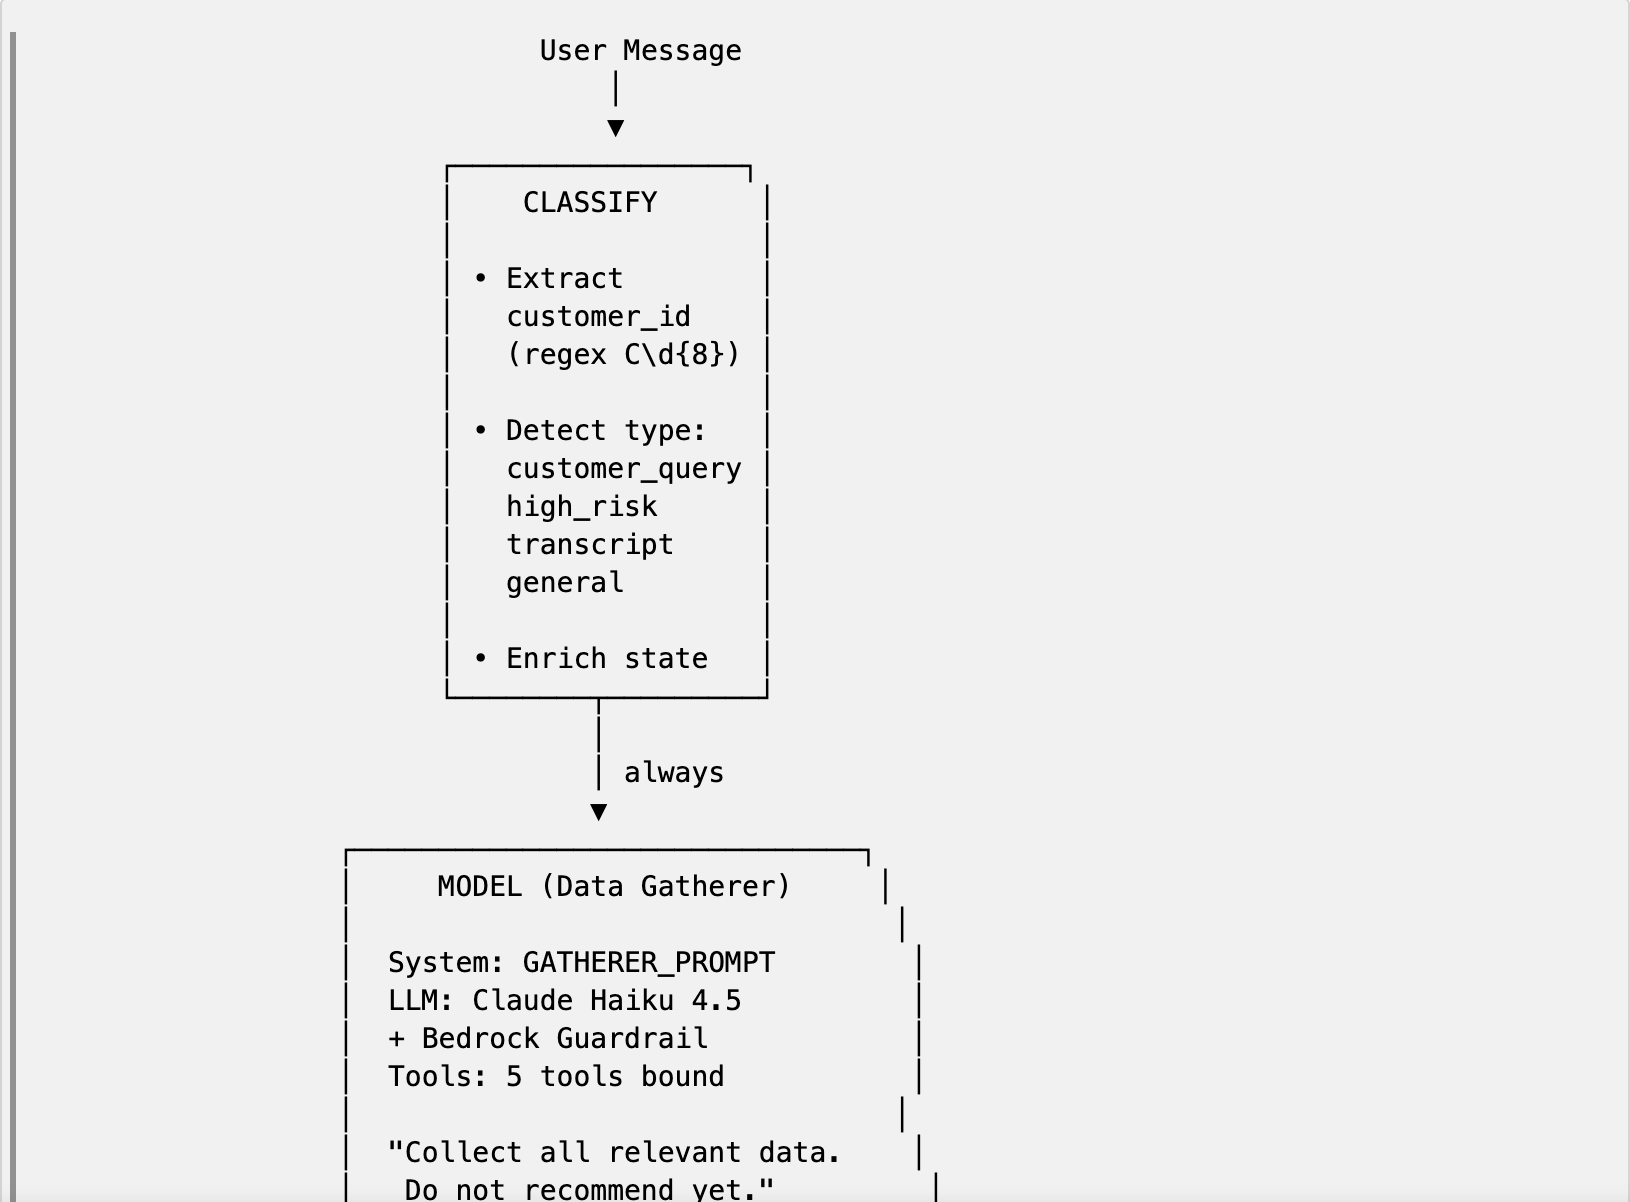 User Message
CLASSIFY
• Extract
customer_id
(regex C\d{8})
• Detect type:
customer_query
high_risk
transcript
general
• Enrich state
always
MODEL (Data Gatherer)
System: GATHERER_PROMPT
LLM: Claude Haiku 4.5
+ Bedrock Guardrail
Tools: 5 tools bound
"Collect all relevant data.
Do not recommend yet."